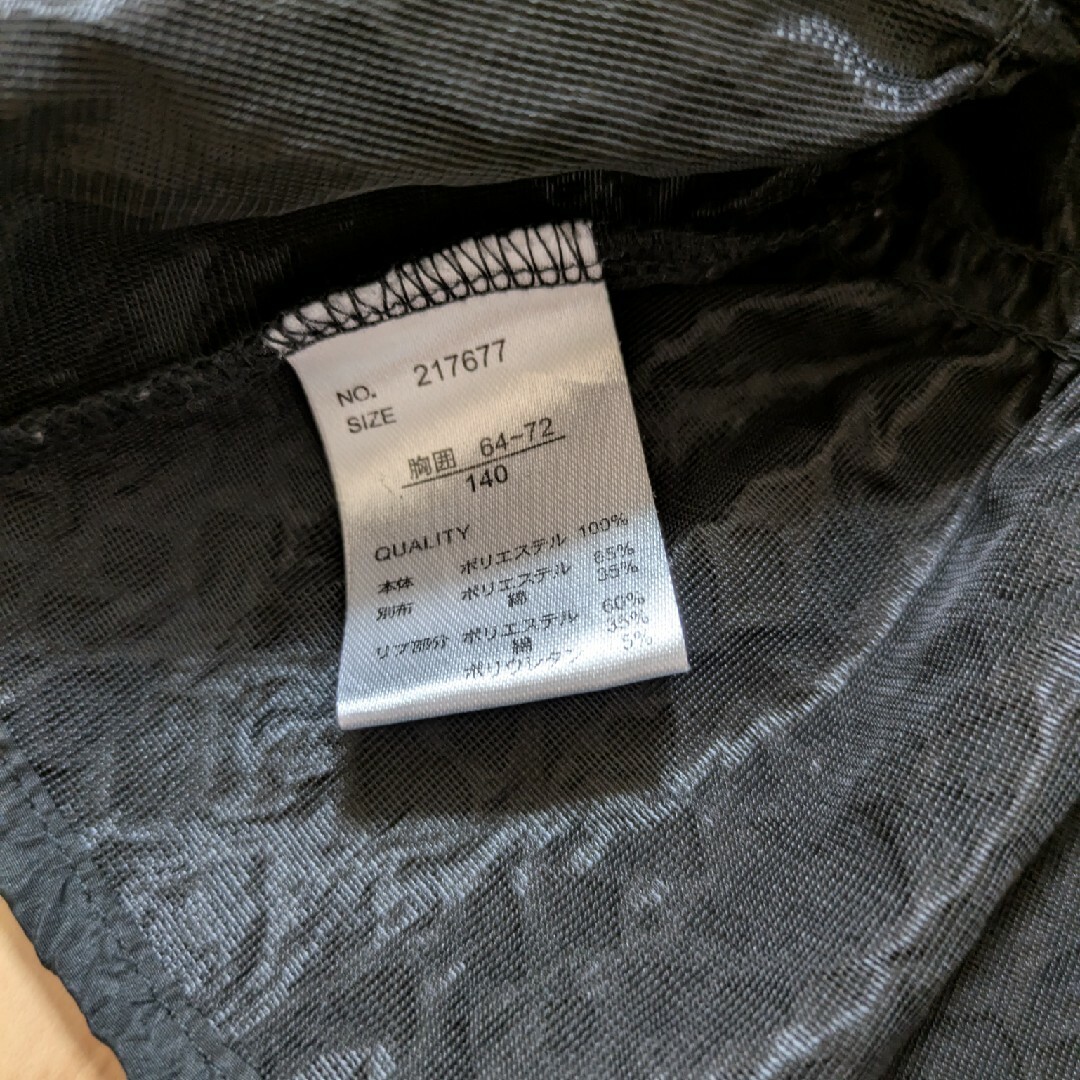 NO. 217677
SIZE
胸囲 64-72
140
QUALITY
本体 ポリエステル 100%
別布 ポリエステル 65%
綿 35%
リブ部分 ポリエステル 60%
綿 35%
ポリウレタン 5%